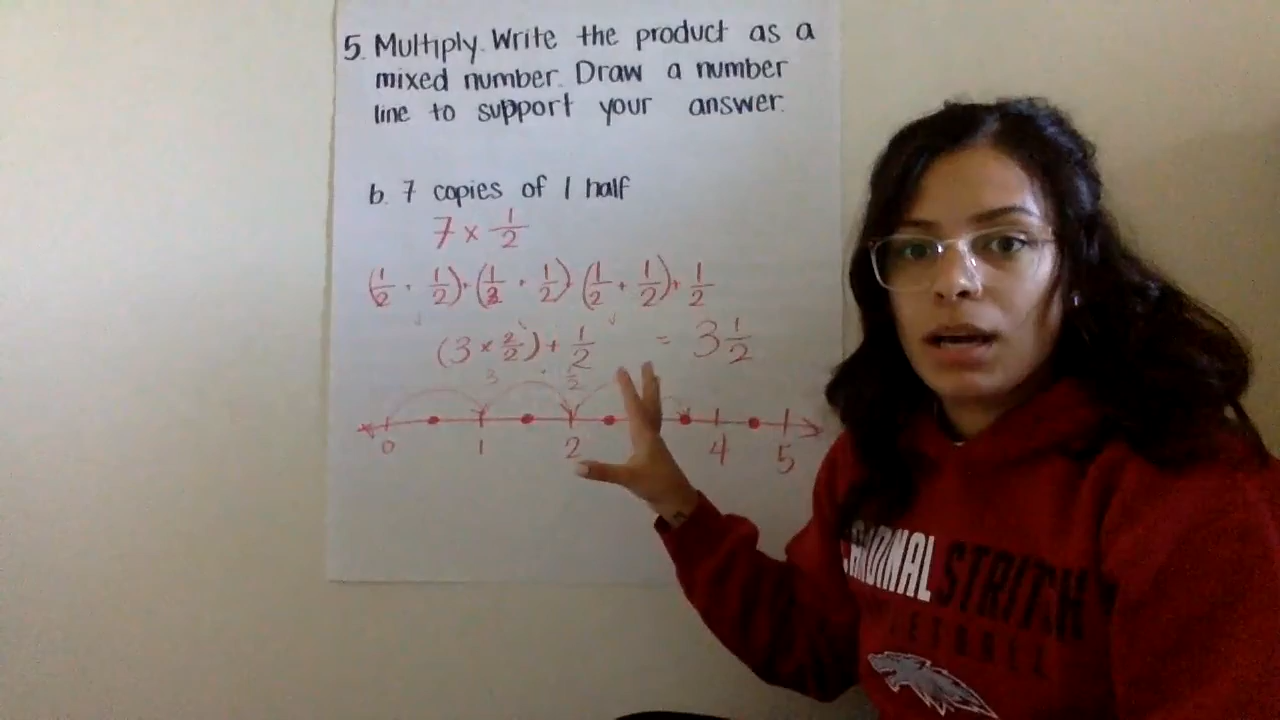 5. Multiply. Write the product as a
mixed number. Draw a number
line to support your answer.
b. 7 copies of 1 half
7 × 1/2
(1/2 + 1/2) + (1/2 + 1/2) + (1/2 + 1/2) + 1/2
(3 × 2/2) + 1/2 = 3 1/2
0 1 2 4 5
CARDINAL STRITCH